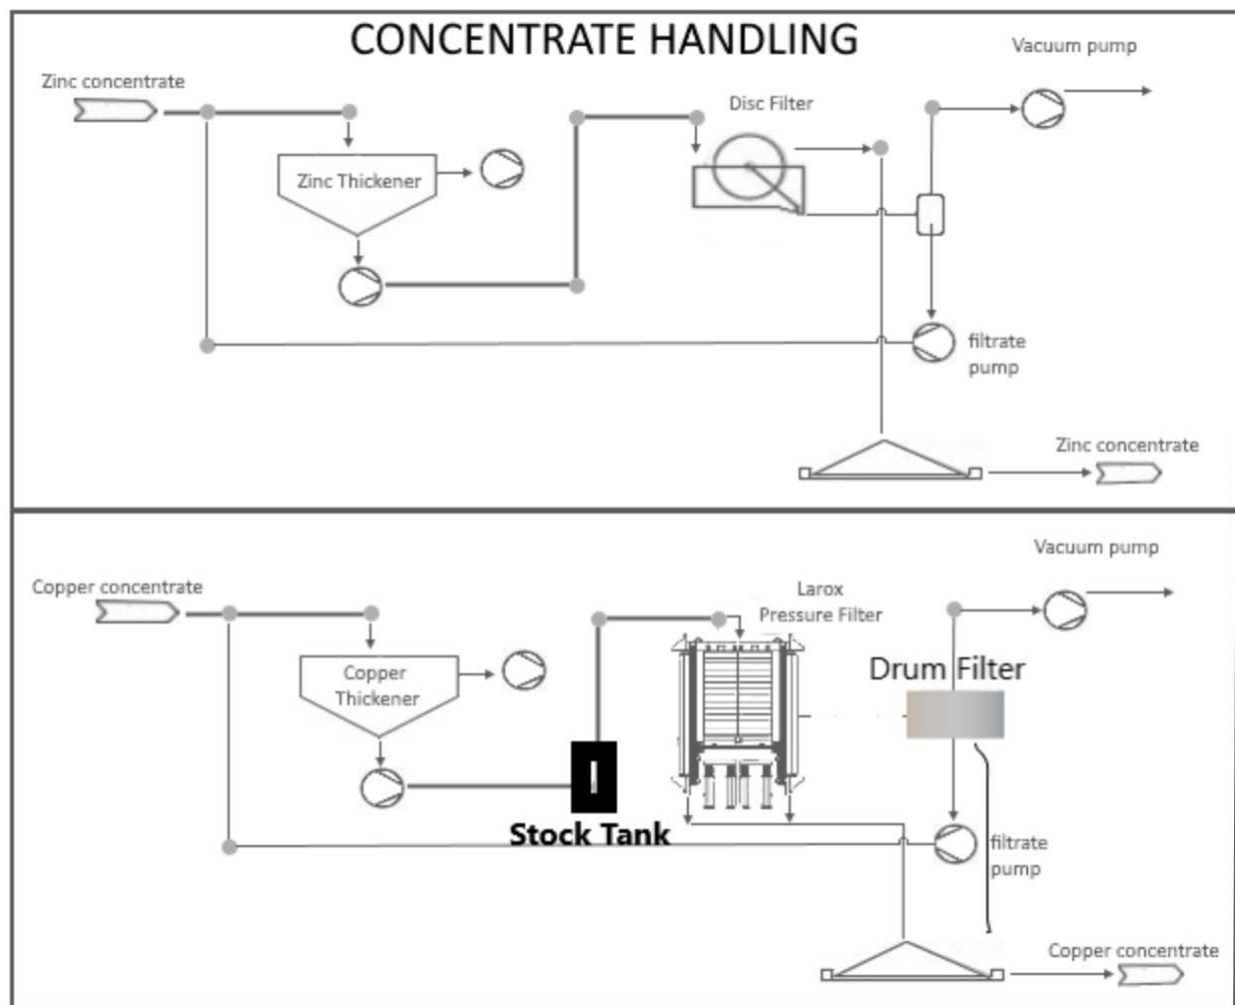 CONCENTRATE HANDLING
Vacuum pump
Zinc concentrate
Disc Filter
Zinc Thickener
filtrate
pump
Zinc concentrate
Vacuum pump
Copper concentrate
Larox
Pressure Filter
Copper
Thickener
Drum Filter
Stock Tank
filtrate
pump
Copper concentrate